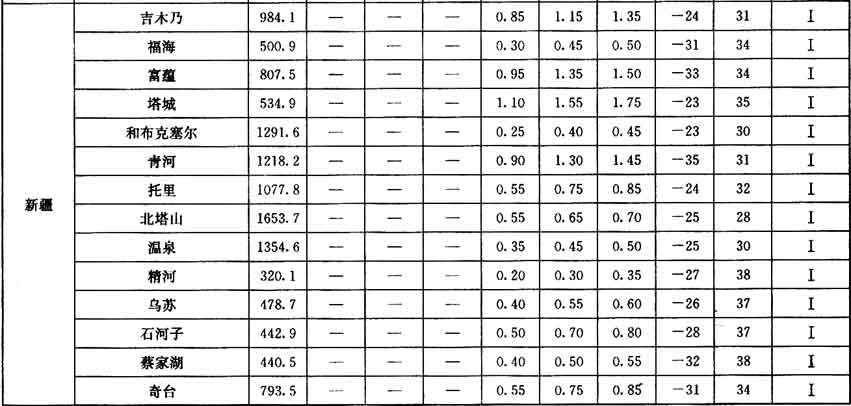 新疆
吉木乃 984.1 — — — 0.85 1.15 1.35 -24 31 I
福海 500.9 — — — 0.30 0.45 0.50 -31 34 I
富蕴 807.5 — — — 0.95 1.35 1.50 -33 34 I
塔城 534.9 — — — 1.10 1.55 1.75 -23 35 I
和布克塞尔 1291.6 — — — 0.25 0.40 0.45 -23 30 I
青河 1218.2 — — — 0.90 1.30 1.45 -35 31 I
托里 1077.8 — — — 0.55 0.75 0.85 -24 32 I
北塔山 1653.7 — — — 0.55 0.65 0.70 -25 28 I
温泉 1354.6 — — — 0.35 0.45 0.50 -25 30 I
精河 320.1 — — — 0.20 0.30 0.35 -27 38 I
乌苏 478.7 — — — 0.40 0.55 0.60 -26 37 I
石河子 442.9 — — — 0.50 0.70 0.80 -28 37 I
蔡家湖 440.5 — — — 0.40 0.50 0.55 -32 38 I
奇台 793.5 — — — 0.55 0.75 0.85 -31 34 I